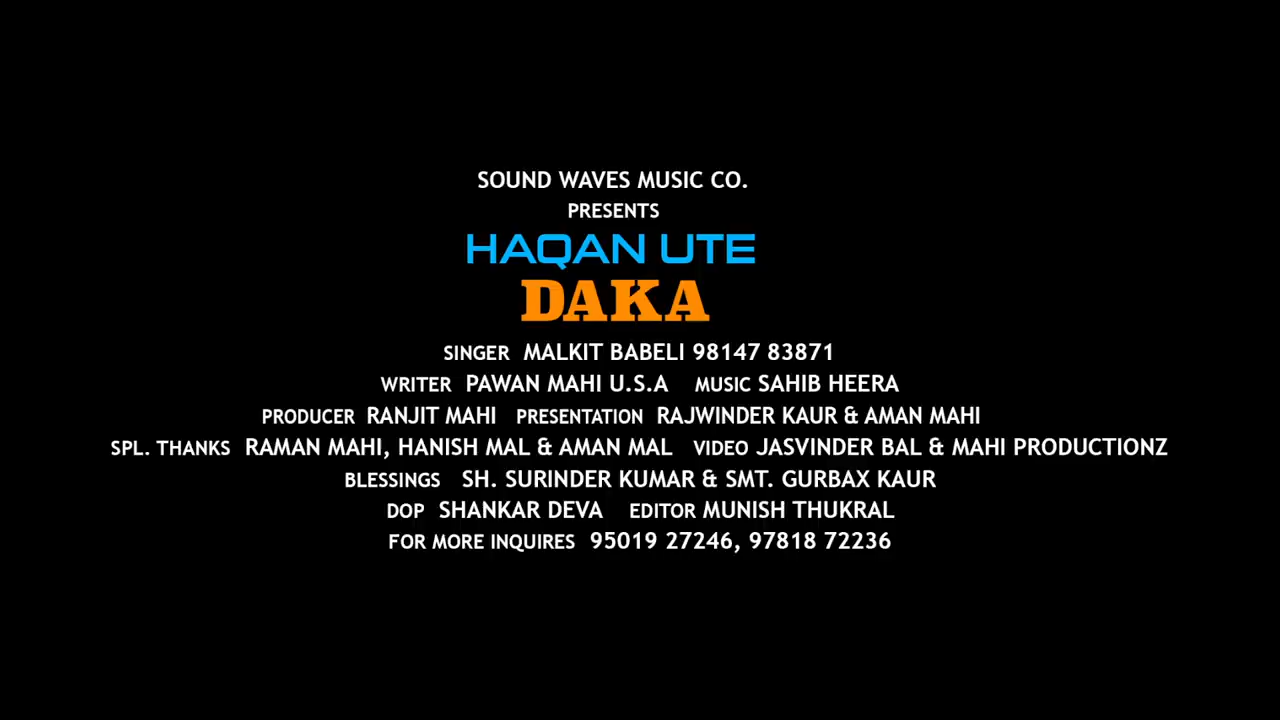 SOUND WAVES MUSIC CO.
PRESENTS
HAQAN UTE
DAKA
SINGER MALKIT BABELI 98147 83871
WRITER PAWAN MAHI U.S.A MUSIC SAHIB HEERA
PRODUCER RANJIT MAHI PRESENTATION RAJWINDER KAUR & AMAN MAHI
SPL. THANKS RAMAN MAHI, HANISH MAL & AMAN MAL VIDEO JASVINDER BAL & MAHI PRODUCTIONZ
BLESSINGS SH. SURINDER KUMAR & SMT. GURBAX KAUR
DOP SHANKAR DEVA EDITOR MUNISH THUKRAL
FOR MORE INQUIRES 95019 27246, 97818 72236